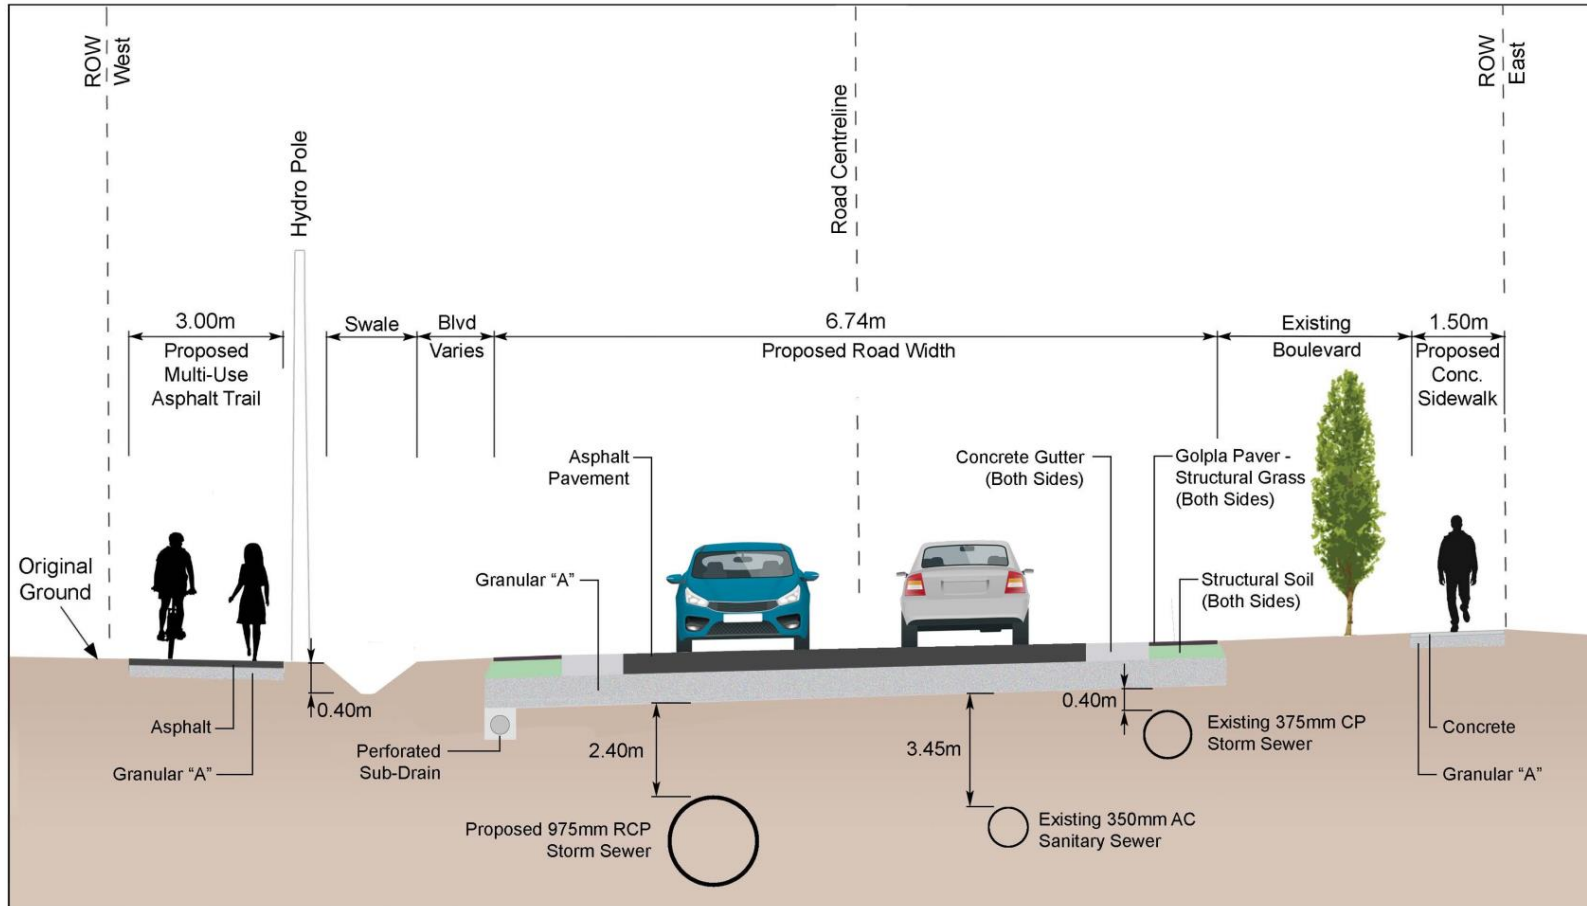 ROW
West
Hydro Pole
Road Centreline
ROW
East
3.00m
Proposed
Multi-Use
Asphalt Trail
Swale
Blvd
Varies
6.74m
Proposed Road Width
Existing
Boulevard
1.50m
Proposed
Conc.
Sidewalk
Asphalt
Pavement
Concrete Gutter
(Both Sides)
Golpla Paver -
Structural Grass
(Both Sides)
Original
Ground
Granular “A”
Structural Soil
(Both Sides)
0.40m
Asphalt
Granular “A”
Perforated
Sub-Drain
2.40m
3.45m
0.40m
Existing 375mm CP
Storm Sewer
Concrete
Granular “A”
Proposed 975mm RCP
Storm Sewer
Existing 350mm AC
Sanitary Sewer